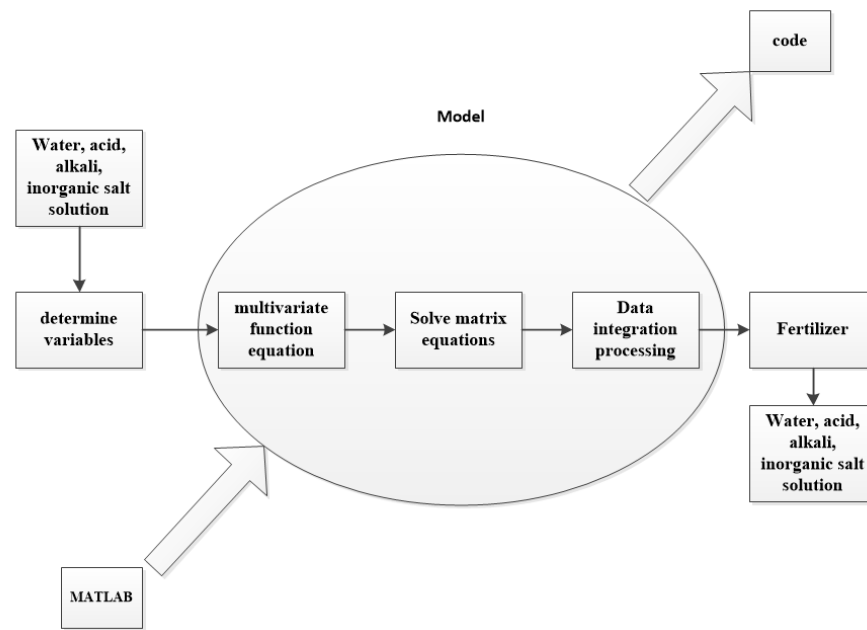 code
Model
Water, acid,
alkali,
inorganic salt
solution
determine
variables
multivariate
function
equation
Solve matrix
equations
Data
integration
processing
Fertilizer
Water, acid,
alkali,
inorganic salt
solution
MATLAB